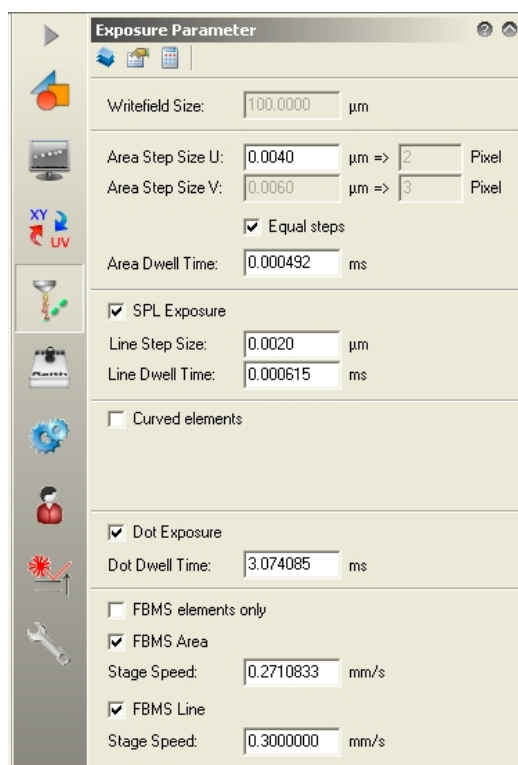 Exposure Parameter
Writefield Size: 100.0000 µm
Area Step Size U: 0.0040 µm => 2 Pixel
Area Step Size V: 0.0060 µm => 3 Pixel
Equal steps
Area Dwell Time: 0.000492 ms
SPL Exposure
Line Step Size: 0.0020 µm
Line Dwell Time: 0.000615 ms
Curved elements
Dot Exposure
Dot Dwell Time: 3.074085 ms
FBMS elements only
FBMS Area
Stage Speed: 0.2710833 mm/s
FBMS Line
Stage Speed: 0.3000000 mm/s
XY
UV
Raith